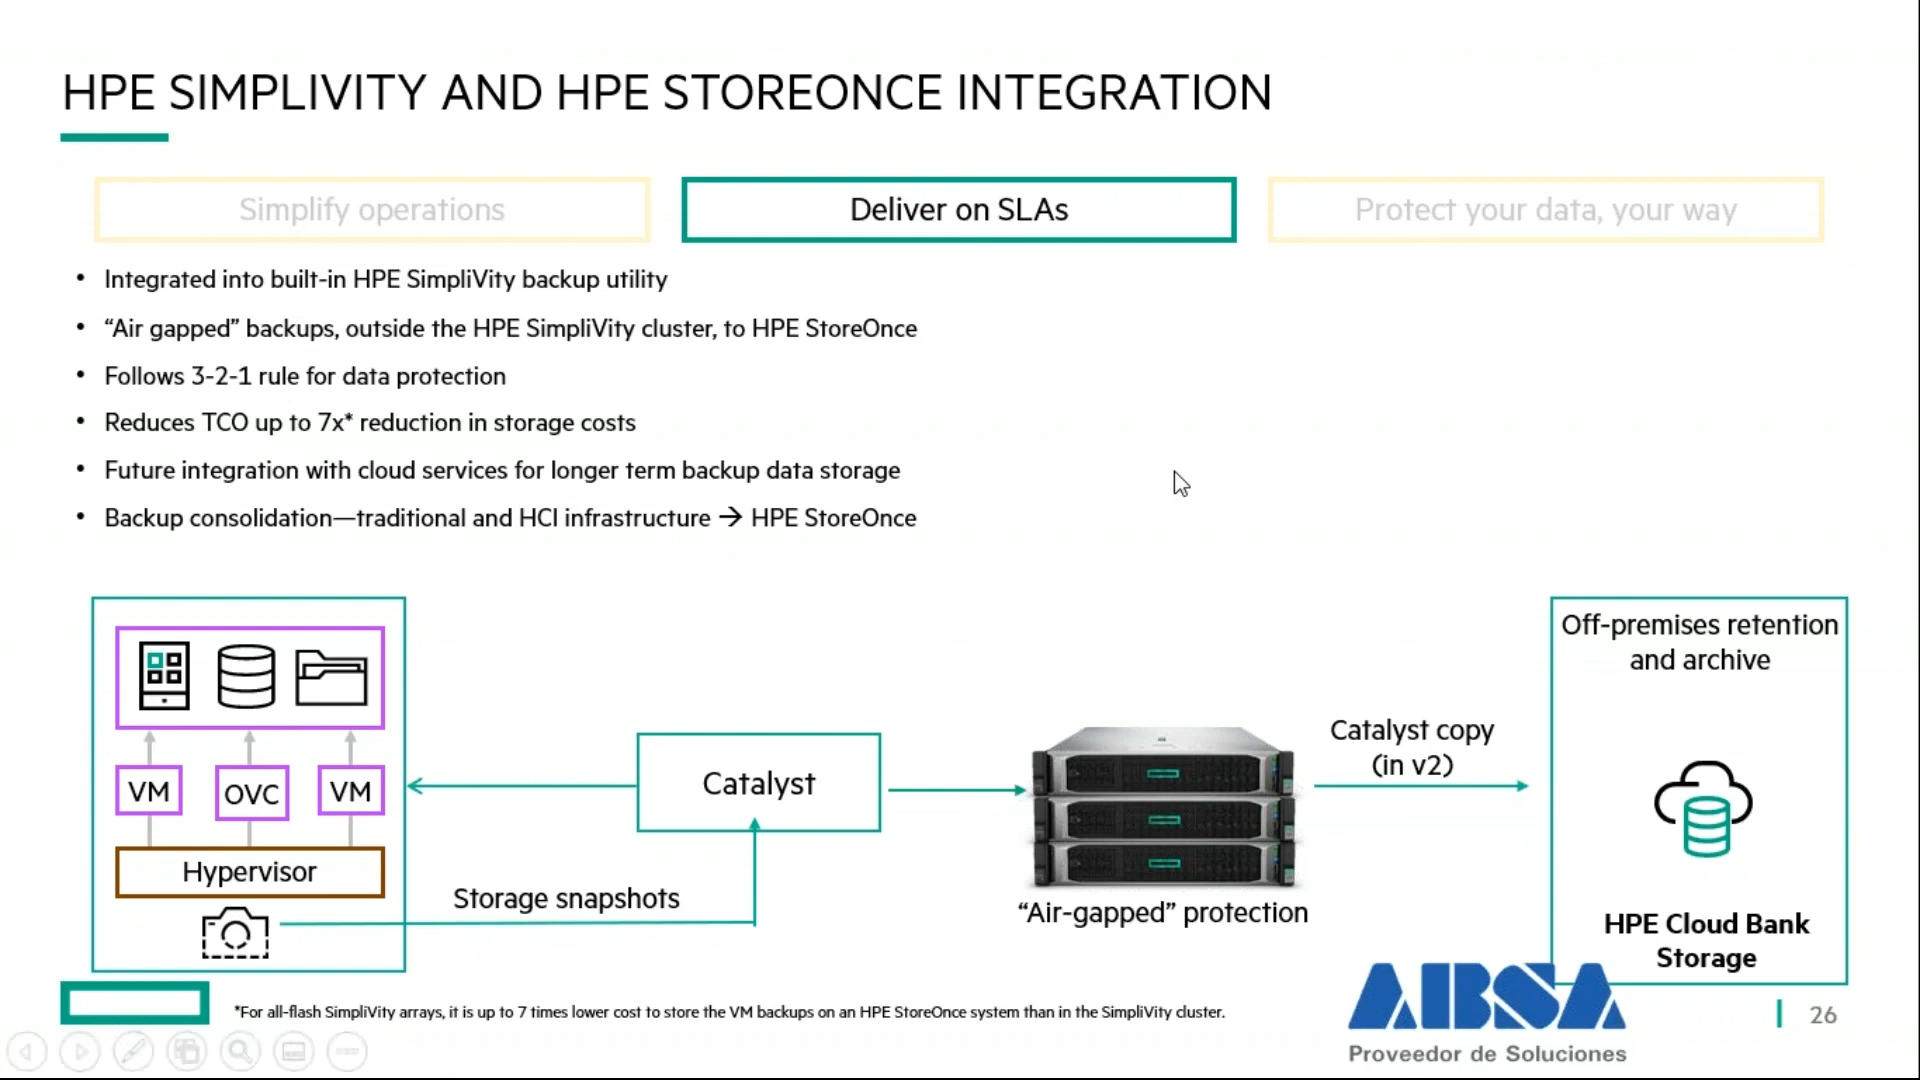 HPE SIMPLIVITY AND HPE STOREONCE INTEGRATION
Simplify operations
Deliver on SLAs
Protect your data, your way
• Integrated into built-in HPE SimpliVity backup utility
• “Air gapped” backups, outside the HPE SimpliVity cluster, to HPE StoreOnce
• Follows 3-2-1 rule for data protection
• Reduces TCO up to 7x* reduction in storage costs
• Future integration with cloud services for longer term backup data storage
• Backup consolidation—traditional and HCI infrastructure → HPE StoreOnce
VM
OVC
VM
Hypervisor
Storage snapshots
Catalyst
“Air-gapped” protection
Catalyst copy
(in v2)
Off-premises retention
and archive
HPE Cloud Bank
Storage
*For all-flash SimpliVity arrays, it is up to 7 times lower cost to store the VM backups on an HPE StoreOnce system than in the SimpliVity cluster.
ABSA
Proveedor de Soluciones
26